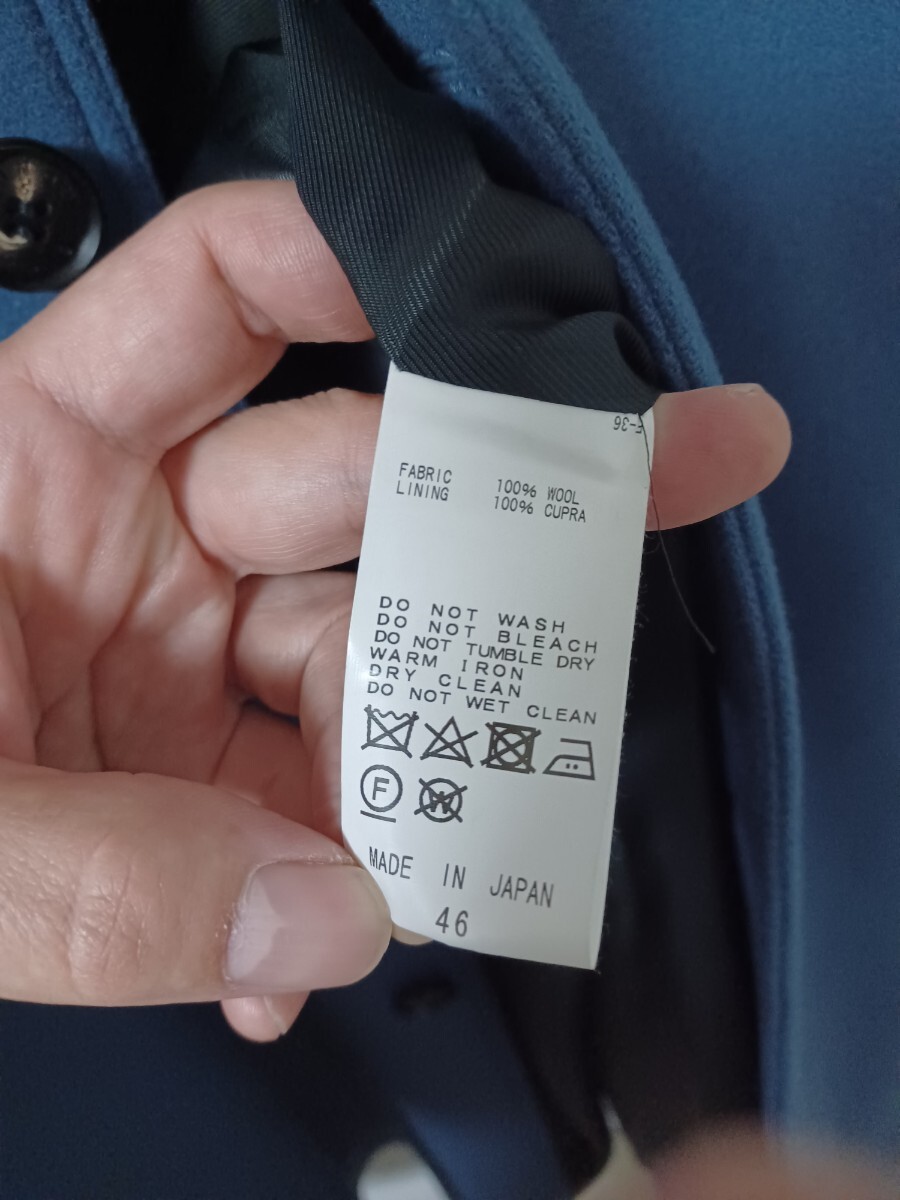 FABRIC 100% WOOL
LINING 100% CUPRA
DO NOT WASH
DO NOT BLEACH
DO NOT TUMBLE DRY
WARM IRON
DRY CLEAN
DO NOT WET CLEAN
F W
MADE IN JAPAN
46